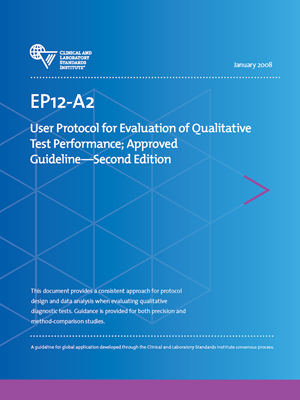 CLINICAL AND
LABORATORY
STANDARDS
INSTITUTE®
January 2008
EP12-A2
User Protocol for Evaluation of Qualitative
Test Performance; Approved
Guideline—Second Edition
This document provides a consistent approach for protocol
design and data analysis when evaluating qualitative
diagnostic tests. Guidance is provided for both precision and
method-comparison studies.
A guideline for global application developed through the Clinical and Laboratory Standards Institute consensus process.